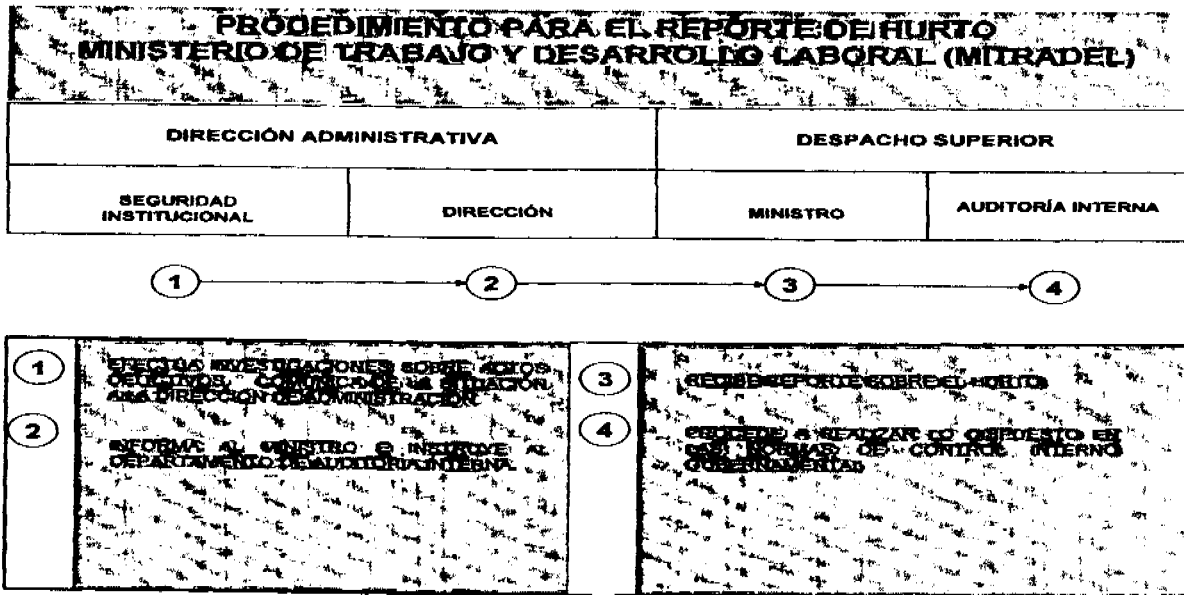 PROCEDIMIENTO PARA EL REPORTE DE HURTO
MINISTERIO DE TRABAJO Y DESARROLLO LABORAL (MITRADEL)
DIRECCIÓN ADMINISTRATIVA
DESPACHO SUPERIOR
SEGURIDAD
INSTITUCIONAL
DIRECCIÓN
MINISTRO
AUDITORÍA INTERNA
1 2 3 4
1
EFECTUA INVESTIGACIONES SOBRE ACTOS
DELICTIVOS, COMUNICA DE LA SITUACIÓN
A LA DIRECCIÓN DE ADMINISTRACIÓN
2
INFORMA AL MINISTRO E INSTRUYE AL
DEPARTAMENTO DE AUDITORIA INTERNA
3
RECIBE REPORTE SOBRE EL HURTO
4
PROCEDE A REALIZAR LO DISPUESTO EN
LAS NORMAS DE CONTROL INTERNO
GUBERNAMENTAL